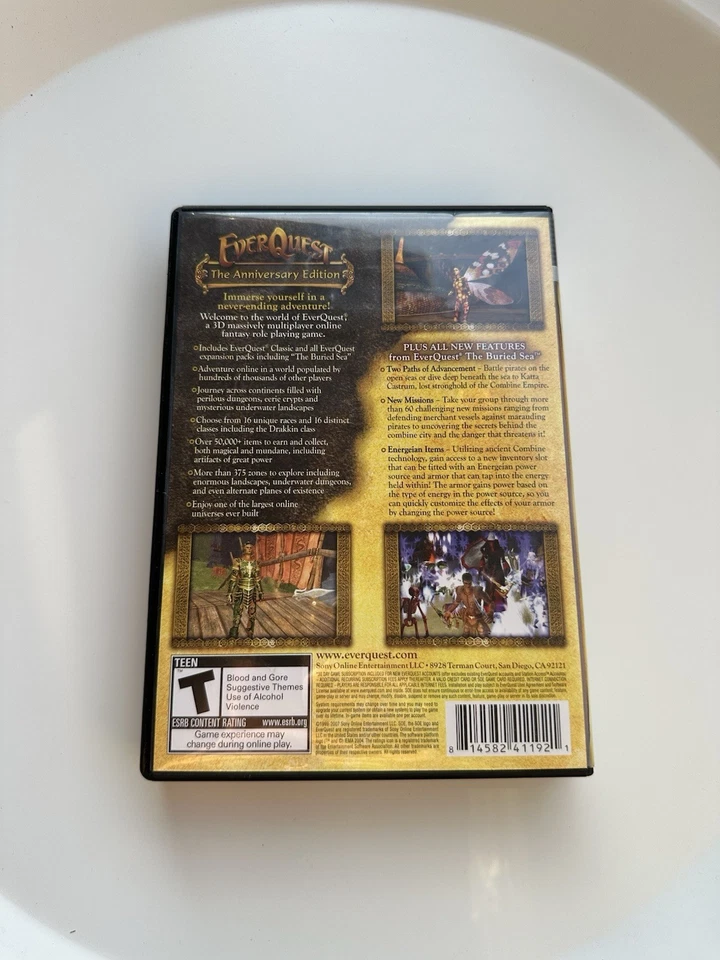 EVERQUEST
The Anniversary Edition
Immerse yourself in a
never-ending adventure!
Welcome to the world of EverQuest®,
a 3D massively multiplayer online
fantasy role playing game.
Includes EverQuest® Classic and all EverQuest
expansion packs including "The Buried Sea"
Adventure online in a world populated by
hundreds of thousands of other players
Journey across continents filled with
perilous dungeons, eerie crypts and
mysterious underwater landscapes
Choose from 16 unique races and 16 distinct
classes including the Drakkin class
Over 50,000+ items to earn and collect,
both magical and mundane, including
artifacts of great power
More than 375 zones to explore including
enormous landscapes, underwater dungeons,
and even alternate planes of existence
Enjoy one of the largest online
universes ever built
PLUS ALL NEW FEATURES
from EverQuest® The Buried Sea™
Two Paths of Advancement – Battle pirates on the
open seas or dive deep beneath the sea to Katta
Castrum, lost stronghold of the Combine Empire.
New Missions – Take your group through more
than 60 challenging new missions ranging from
defending merchant vessels against marauding
pirates to uncovering the secrets behind the
combine city and the danger that threatens it!
Energeian Items – Utilizing ancient Combine
technology, gain access to a new inventory slot
that can be fitted with an Energeian power
source and armor that can tap into the energy
held within! The armor gains power based on
the type of energy in the power source, so you
can quickly customize the effects of your armor
by changing the power source!
www.everquest.com
Sony Online Entertainment LLC • 8928 Terman Court, San Diego, CA 92121
TEEN
T
Blood and Gore
Suggestive Themes
Use of Alcohol
Violence
ESRB CONTENT RATING www.esrb.org
Game experience may
change during online play.
System requirements may change over time and you may need to
8 14582 41192 1